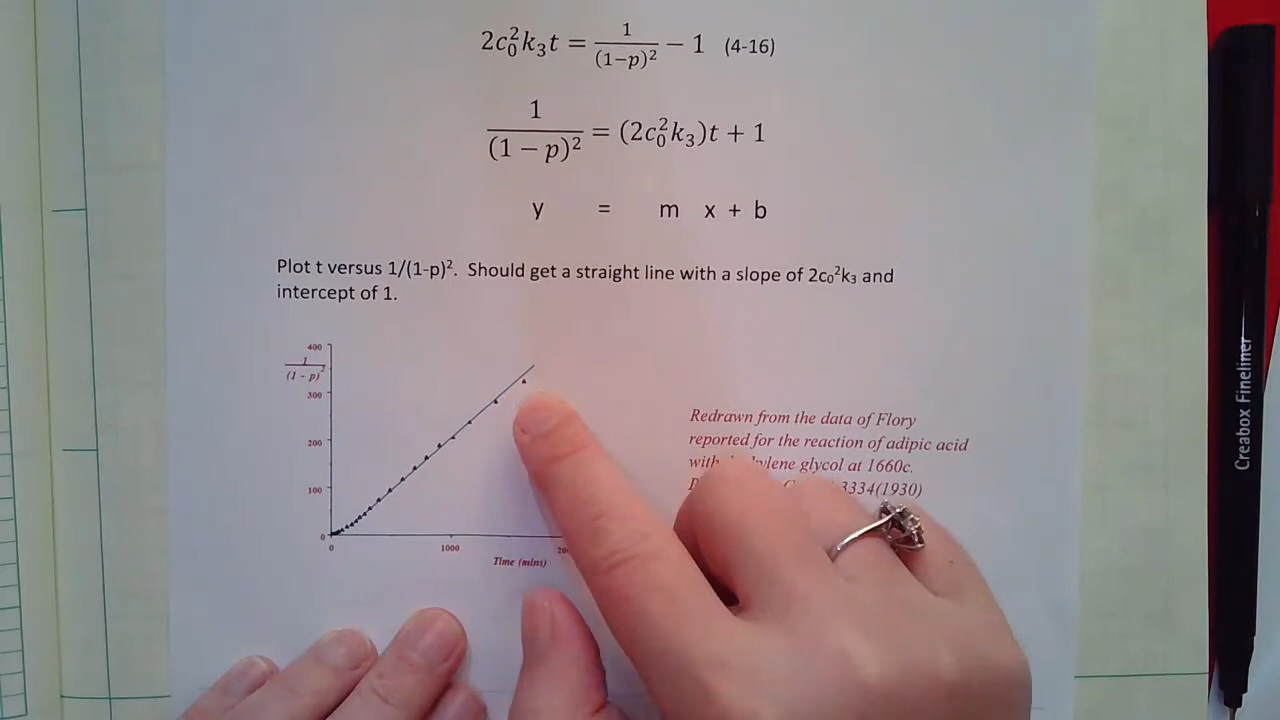 2c₀²k₃t = 1/(1−p)² − 1 (4-16)
1/(1 − p)² = (2c₀²k₃)t + 1
y = m x + b
Plot t versus 1/(1-p)². Should get a straight line with a slope of 2c₀²k₃ and
intercept of 1.
400
1/(1 - p)²
300
200
100
0
0 1000
Time (mins)
Redrawn from the data of Flory
reported for the reaction of adipic acid
with glycol at 1660c.
3334(1930)
Creabox Fineliner